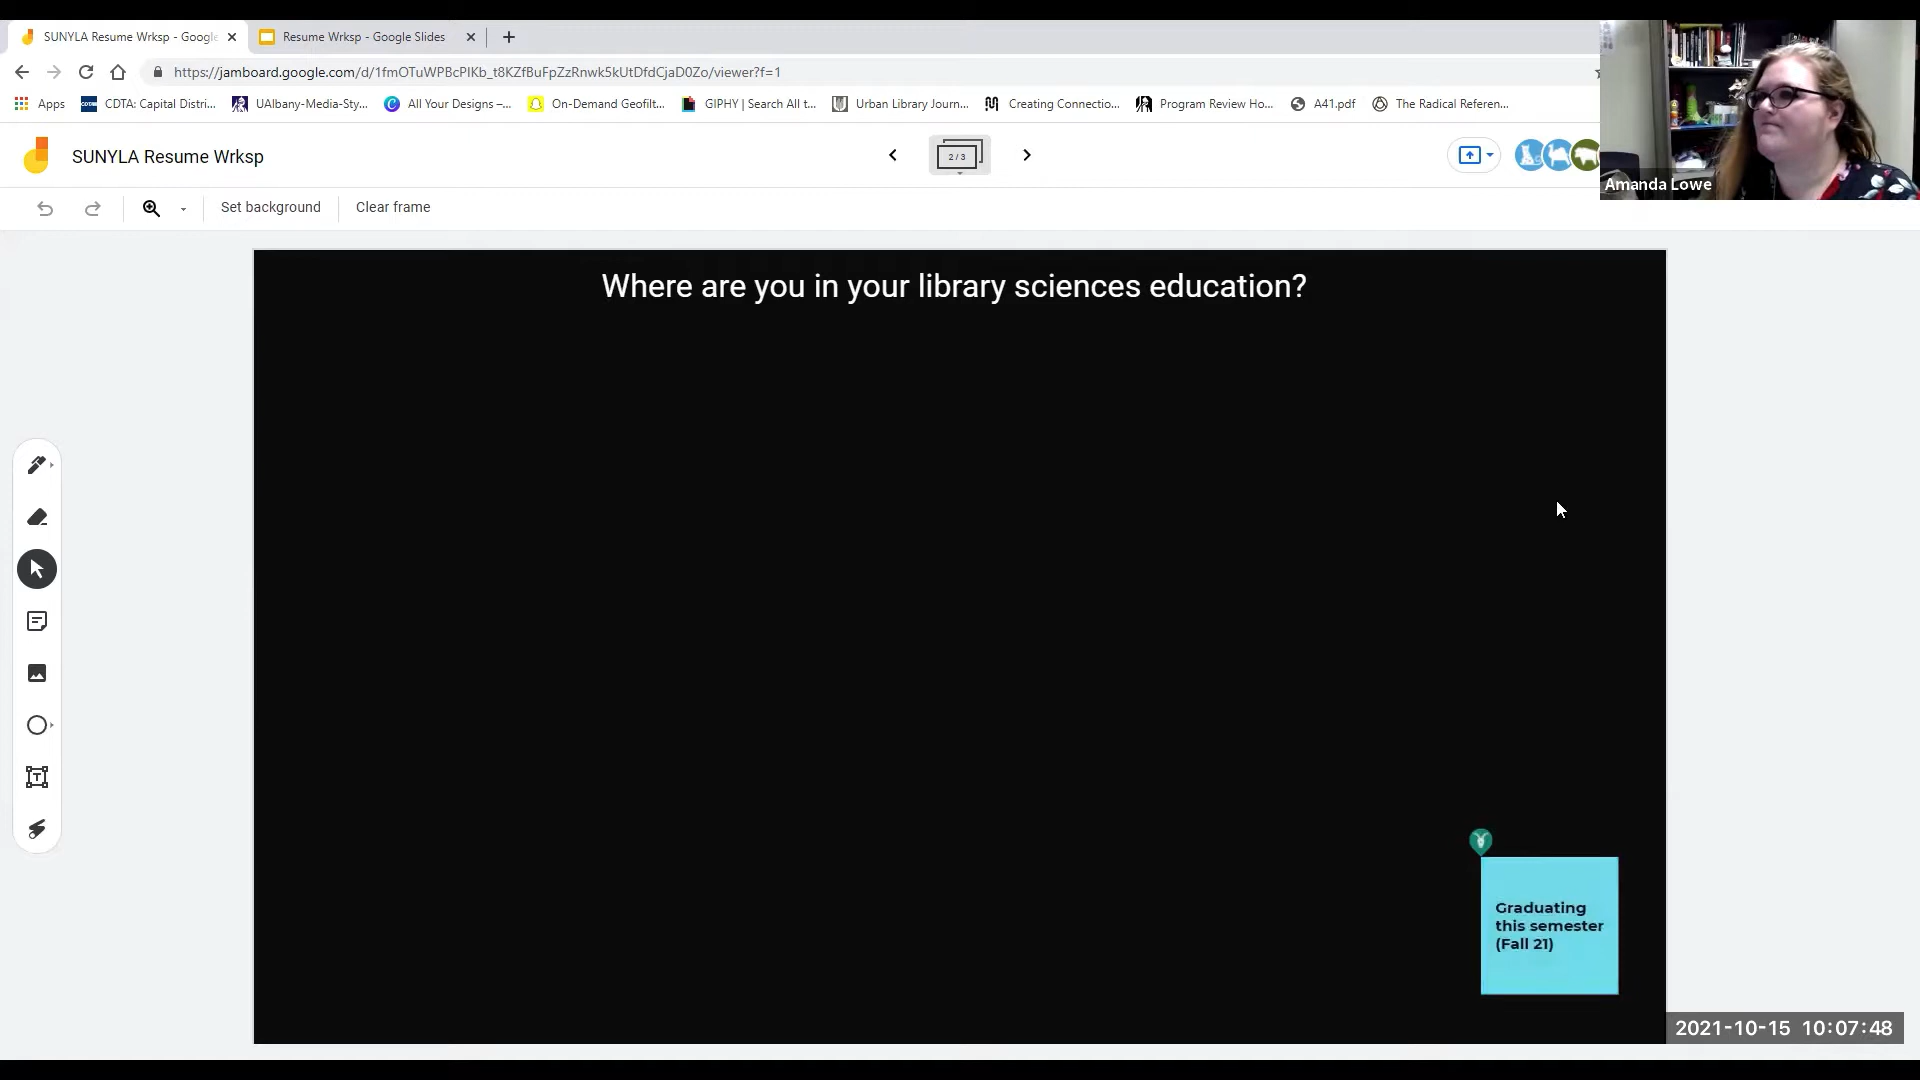 SUNYLA Resume Wrksp - Google
Resume Wrksp - Google Slides
https://jamboard.google.com/d/1fmOTuWPBcPIKb_t8KZfBuFpZzRnwk5kUtDfdCjaD0Zo/viewer?f=1
Apps
CDTA: Capital Distri...
UAlbany-Media-Sty...
All Your Designs –...
On-Demand Geofilt...
GIPHY | Search All t...
Urban Library Journ...
Creating Connectio...
Program Review Ho...
A41.pdf
The Radical Referen...
SUNYLA Resume Wrksp
2 / 3
Amanda Lowe
Set background
Clear frame
Where are you in your library sciences education?
Graduating
this semester
(Fall 21)
2021-10-15 10:07:48